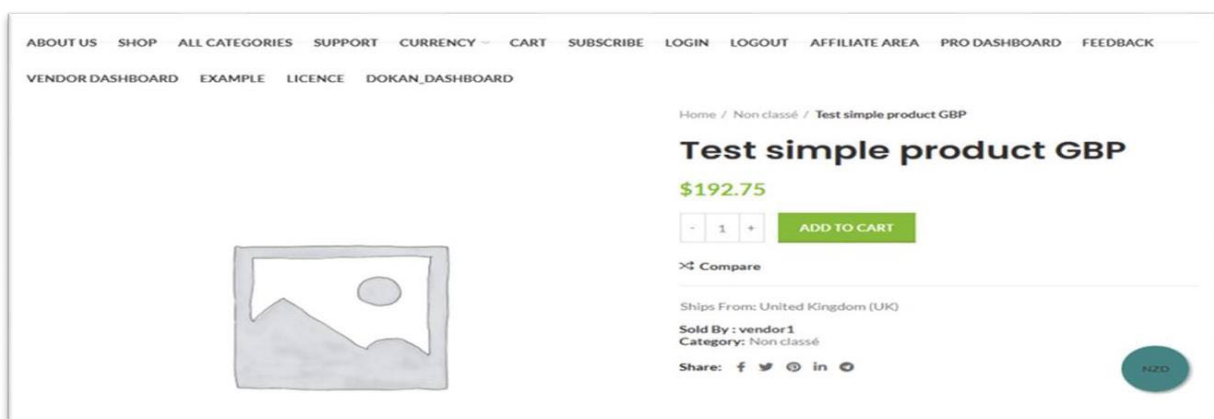 ABOUT US SHOP ALL CATEGORIES SUPPORT CURRENCY CART SUBSCRIBE LOGIN LOGOUT AFFILIATE AREA PRO DASHBOARD FEEDBACK
VENDOR DASHBOARD EXAMPLE LICENCE DOKAN_DASHBOARD
Home / Non classé / Test simple product GBP
Test simple product GBP
$192.75
- 1 + ADD TO CART
Compare
Ships From: United Kingdom (UK)
Sold By : vendor1
Category: Non classé
Share:
NZD